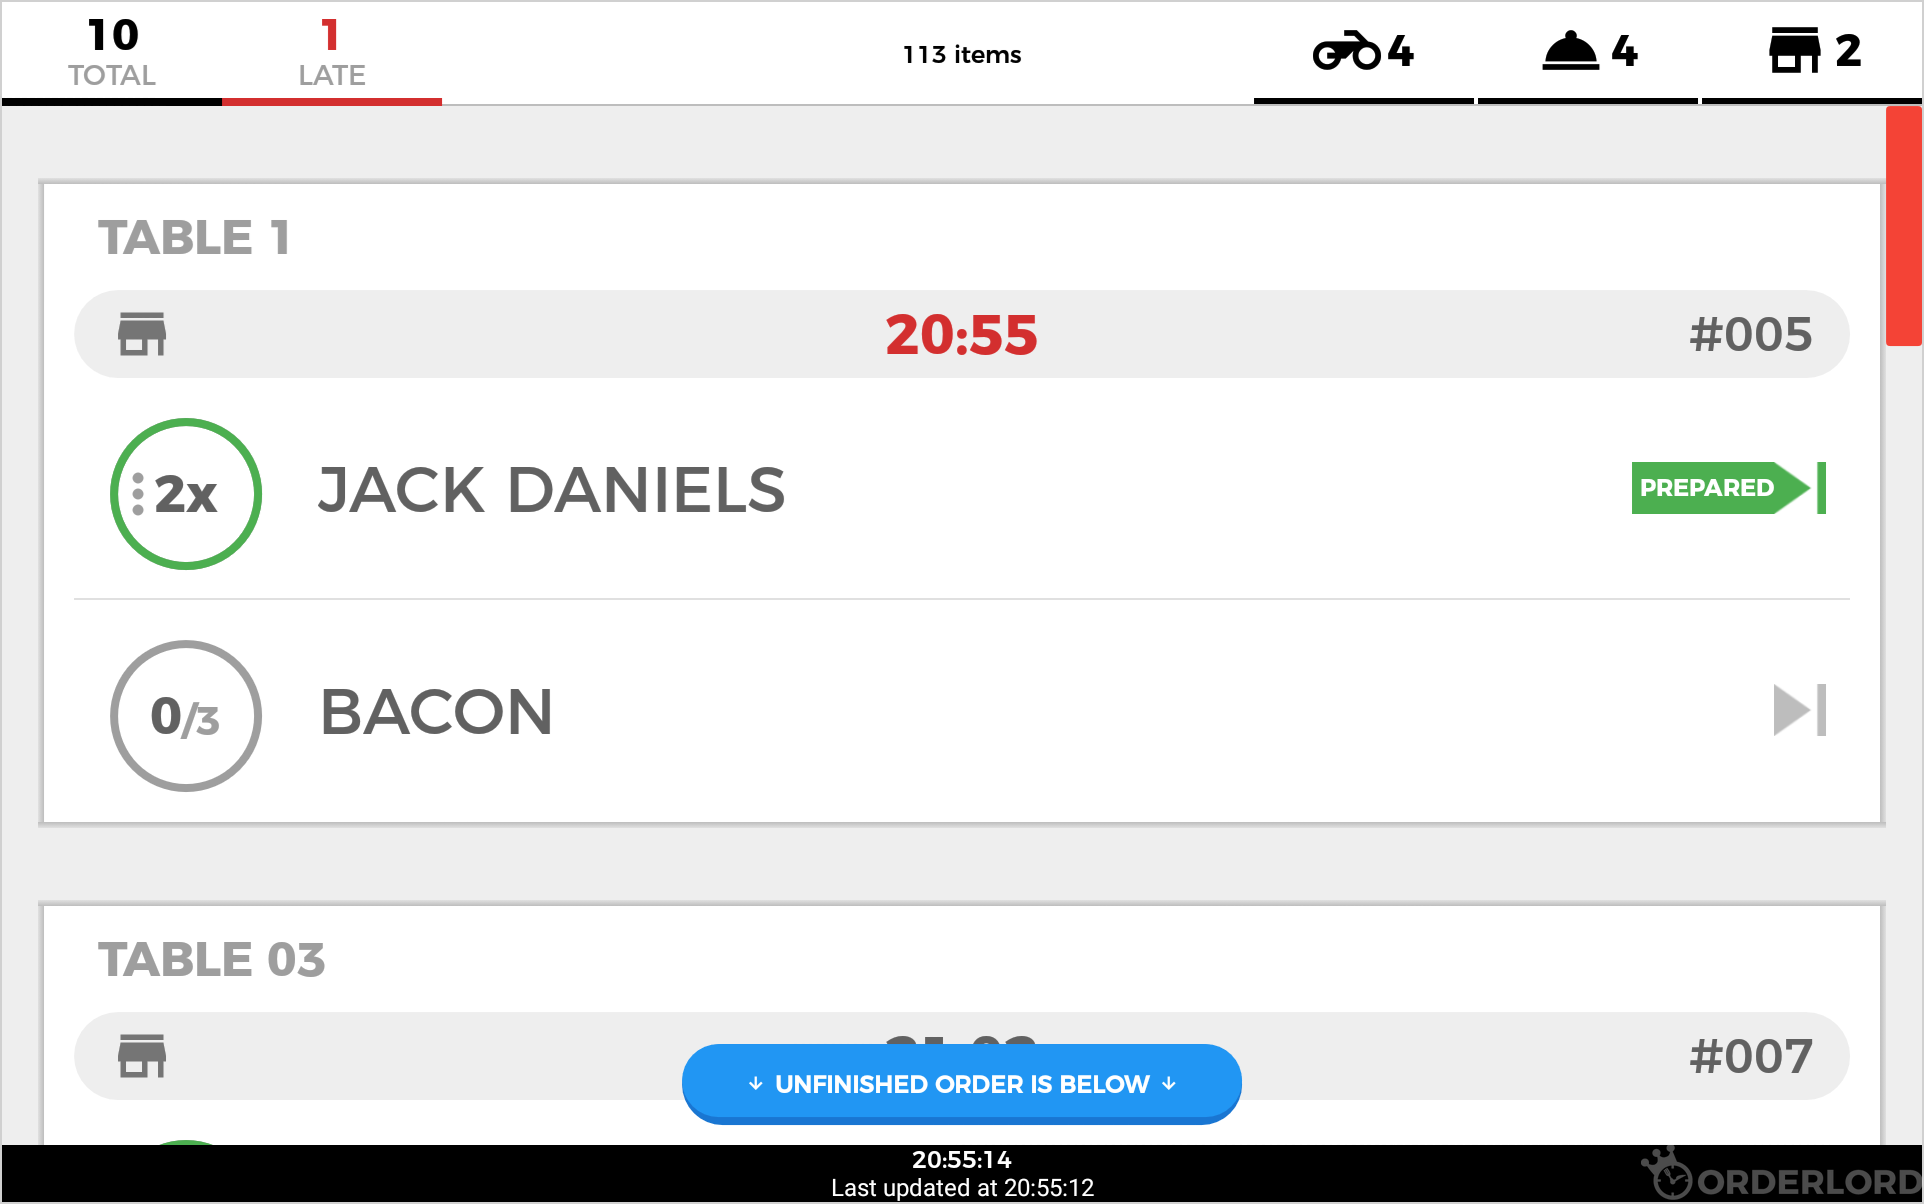 10
TOTAL
1
LATE
113 items
4
4
2
TABLE 1
20:55
#005
2x
JACK DANIELS
PREPARED
0/3
BACON
TABLE 03
#007
↓ UNFINISHED ORDER IS BELOW ↓
20:55:14
Last updated at 20:55:12
ORDERLORD